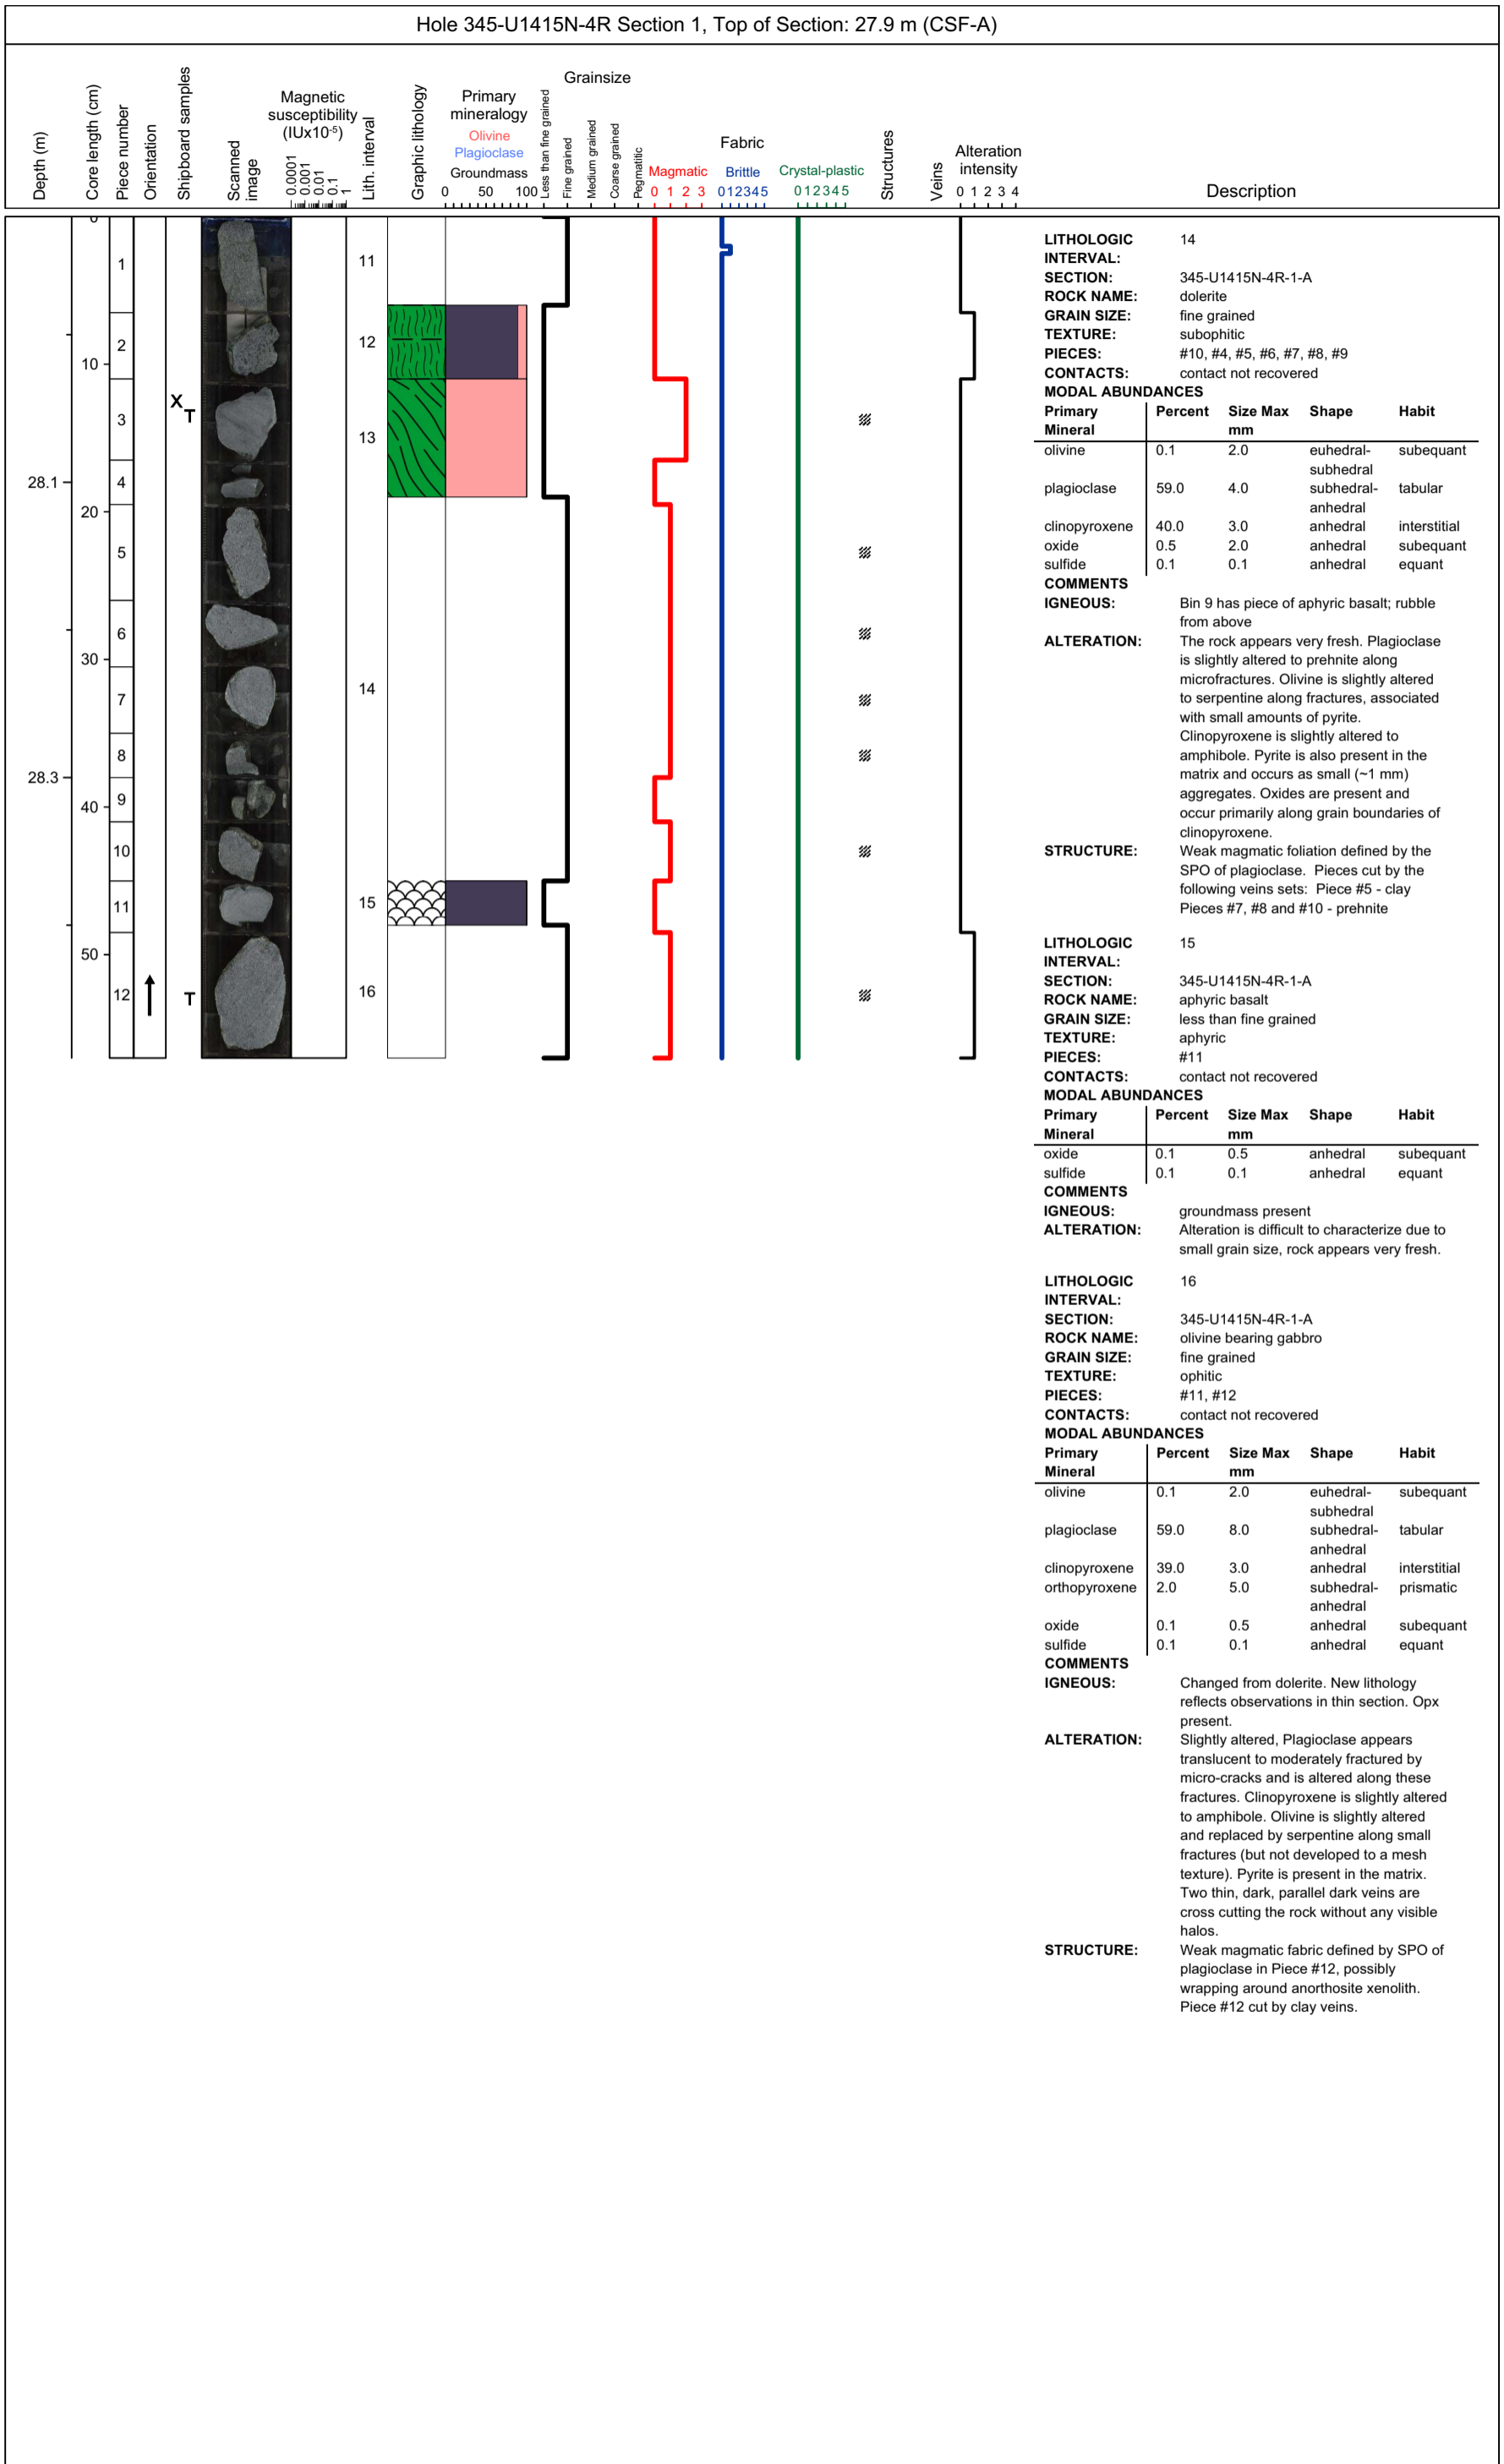 Hole 345-U1415N-4R Section 1, Top of Section: 27.9 m (CSF-A)
Depth (m)
Core length (cm)
Piece number
Orientation
Shipboard samples
Scanned
image
Magnetic
susceptibility
(IUx10⁻⁵)
0.0001
0.001
0.01
0.1
1
Lith. interval
Graphic lithology
Primary
mineralogy
Olivine
Plagioclase
Groundmass
0 50 100
Grainsize
Less than fine grained
Fine grained
Medium grained
Coarse grained
Pegmatitic
Fabric
Magmatic
0 1 2 3
Brittle
0 1 2 3 4 5
Crystal-plastic
0 1 2 3 4 5
Structures
Veins
Alteration
intensity
0 1 2 3 4
Description
28.1
28.3
0
10
20
30
40
50
1
2
3
4
5
6
7
8
9
10
11
12
X
T
T
11
12
13
14
15
16
LITHOLOGIC 14
INTERVAL:
SECTION: 345-U1415N-4R-1-A
ROCK NAME: dolerite
GRAIN SIZE: fine grained
TEXTURE: subophitic
PIECES: #10, #4, #5, #6, #7, #8, #9
CONTACTS: contact not recovered
MODAL ABUNDANCES
Primary Percent Size Max Shape Habit
Mineral mm
olivine 0.1 2.0 euhedral- subequant
subhedral
plagioclase 59.0 4.0 subhedral- tabular
anhedral
clinopyroxene 40.0 3.0 anhedral interstitial
oxide 0.5 2.0 anhedral subequant
sulfide 0.1 0.1 anhedral equant
COMMENTS
IGNEOUS: Bin 9 has piece of aphyric basalt; rubble
from above
ALTERATION: The rock appears very fresh. Plagioclase
is slightly altered to prehnite along
microfractures. Olivine is slightly altered
to serpentine along fractures, associated
with small amounts of pyrite.
Clinopyroxene is slightly altered to
amphibole. Pyrite is also present in the
matrix and occurs as small (~1 mm)
aggregates. Oxides are present and
occur primarily along grain boundaries of
clinopyroxene.
STRUCTURE: Weak magmatic foliation defined by the
SPO of plagioclase. Pieces cut by the
following veins sets: Piece #5 - clay
Pieces #7, #8 and #10 - prehnite
LITHOLOGIC 15
INTERVAL:
SECTION: 345-U1415N-4R-1-A
ROCK NAME: aphyric basalt
GRAIN SIZE: less than fine grained
TEXTURE: aphyric
PIECES: #11
CONTACTS: contact not recovered
MODAL ABUNDANCES
Primary Percent Size Max Shape Habit
Mineral mm
oxide 0.1 0.5 anhedral subequant
sulfide 0.1 0.1 anhedral equant
COMMENTS
IGNEOUS: groundmass present
ALTERATION: Alteration is difficult to characterize due to
small grain size, rock appears very fresh.
LITHOLOGIC 16
INTERVAL:
SECTION: 345-U1415N-4R-1-A
ROCK NAME: olivine bearing gabbro
GRAIN SIZE: fine grained
TEXTURE: ophitic
PIECES: #11, #12
CONTACTS: contact not recovered
MODAL ABUNDANCES
Primary Percent Size Max Shape Habit
Mineral mm
olivine 0.1 2.0 euhedral- subequant
subhedral
plagioclase 59.0 8.0 subhedral- tabular
anhedral
clinopyroxene 39.0 3.0 anhedral interstitial
orthopyroxene 2.0 5.0 subhedral- prismatic
anhedral
oxide 0.1 0.5 anhedral subequant
sulfide 0.1 0.1 anhedral equant
COMMENTS
IGNEOUS: Changed from dolerite. New lithology
reflects observations in thin section. Opx
present.
ALTERATION: Slightly altered, Plagioclase appears
translucent to moderately fractured by
micro-cracks and is altered along these
fractures. Clinopyroxene is slightly altered
to amphibole. Olivine is slightly altered
and replaced by serpentine along small
fractures (but not developed to a mesh
texture). Pyrite is present in the matrix.
Two thin, dark, parallel dark veins are
cross cutting the rock without any visible
halos.
STRUCTURE: Weak magmatic fabric defined by SPO of
plagioclase in Piece #12, possibly
wrapping around anorthosite xenolith.
Piece #12 cut by clay veins.